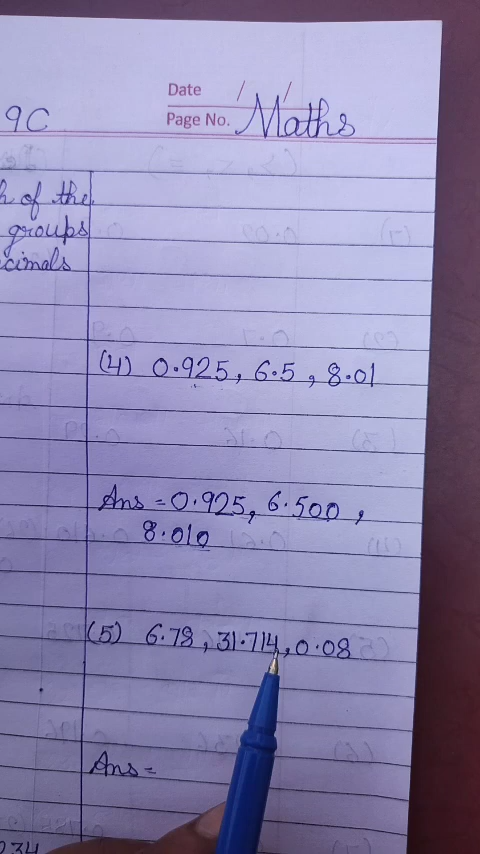 Date / /
9C Page No. Maths
of the
groups
cimals
(4) 0.925, 6.5, 8.01
Ans = 0.925, 6.500,
8.010
(5) 6.78, 31.714, 0.08
Ans =